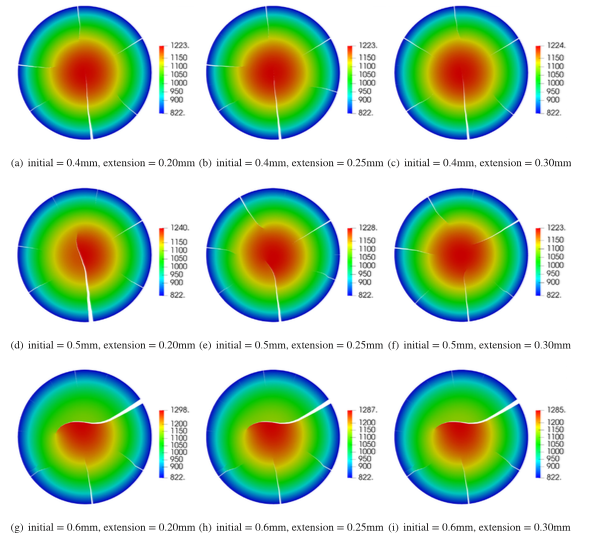 1223. 1223. 1224.
1150 1150 1150
1100 1100 1100
1050 1050 1050
1000 1000 1000
950 950 950
900 900 900
822. 822. 822.
(a) initial = 0.4mm, extension = 0.20mm (b) initial = 0.4mm, extension = 0.25mm (c) initial = 0.4mm, extension = 0.30mm
1240. 1228. 1223.
1150 1150 1150
1100 1100 1100
1050 1050 1050
1000 1000 1000
950 950 950
900 900 900
822. 822. 822.
(d) initial = 0.5mm, extension = 0.20mm (e) initial = 0.5mm, extension = 0.25mm (f) initial = 0.5mm, extension = 0.30mm
1298. 1287. 1285.
1200 1200 1200
1150 1150 1150
1100 1100 1100
1050 1050 1050
1000 1000 1000
950 950 950
900 900 900
822. 822. 822.
(g) initial = 0.6mm, extension = 0.20mm (h) initial = 0.6mm, extension = 0.25mm (i) initial = 0.6mm, extension = 0.30mm